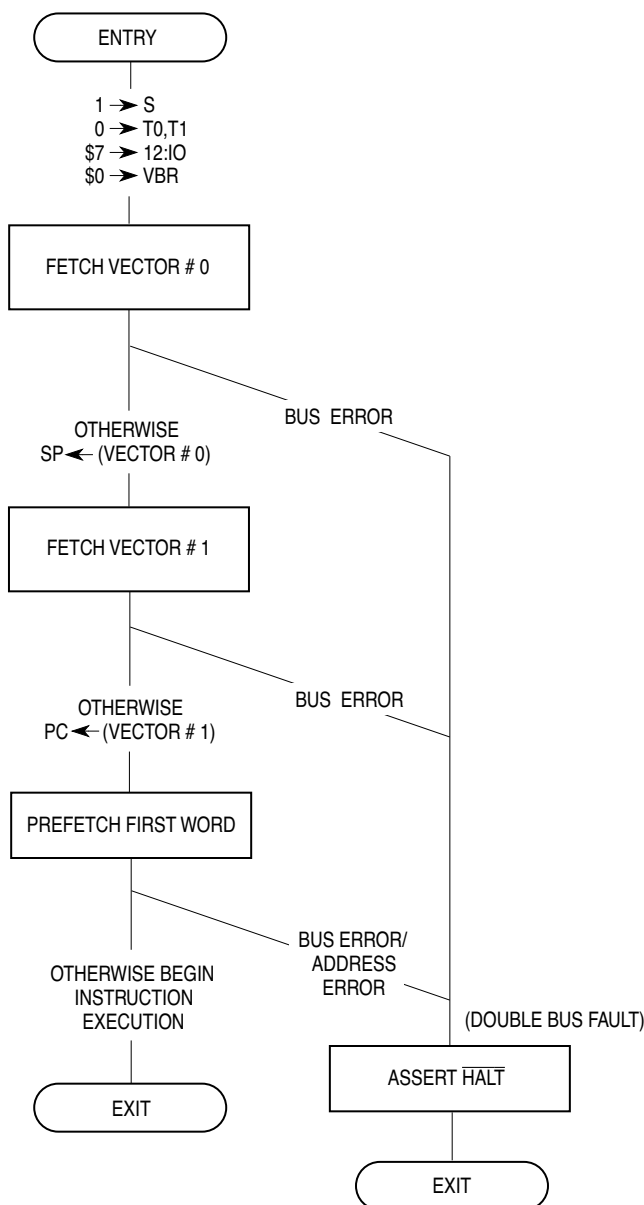 ENTRY
1 → S
0 → T0,T1
$7 → 12:IO
$0 → VBR
FETCH VECTOR # 0
BUS ERROR
OTHERWISE
SP ← (VECTOR # 0)
FETCH VECTOR # 1
BUS ERROR
OTHERWISE
PC ← (VECTOR # 1)
PREFETCH FIRST WORD
BUS ERROR/
ADDRESS
ERROR
OTHERWISE BEGIN
INSTRUCTION
EXECUTION
(DOUBLE BUS FAULT)
ASSERT H̅A̅L̅T̅
EXIT
EXIT